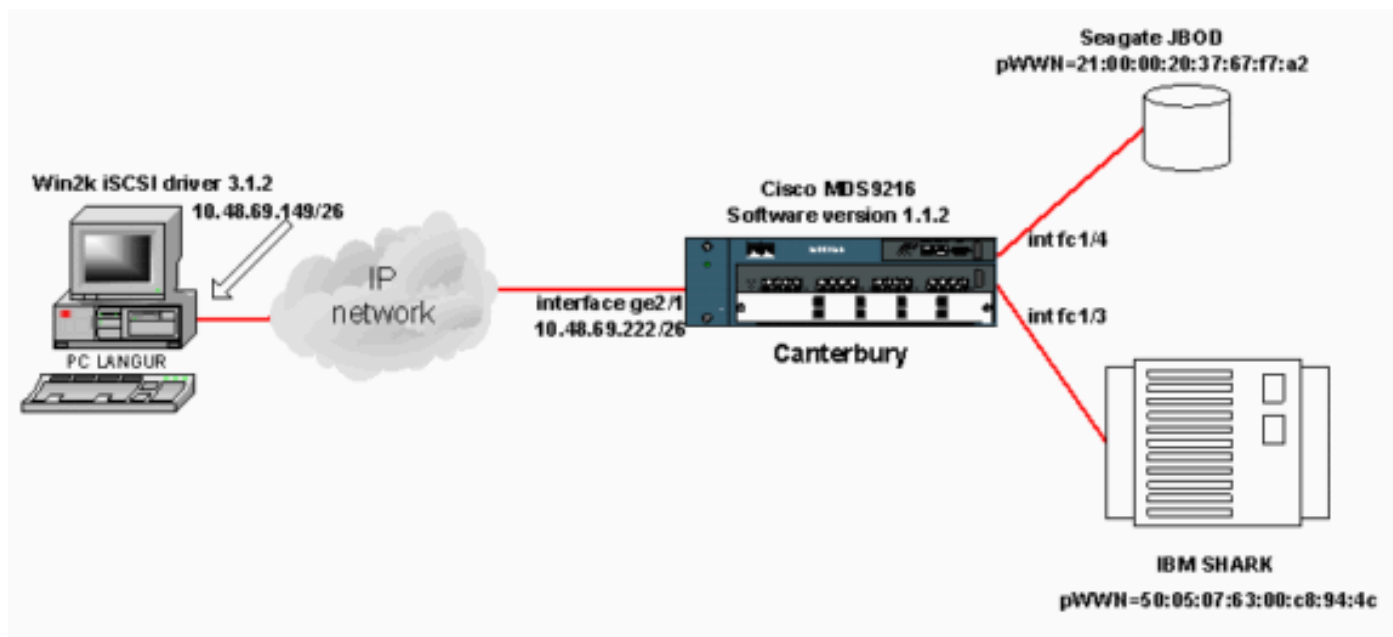 Seagate JBOD
pWWN=21:00:00:20:37:67:f7:a2
Win2k iSCSI driver 3.1.2
10.48.69.149/26
Cisco MDS9216
Software version 1.1.2
int fc1/4
IP
network
interface ge2/1
10.48.69.222/26
int fc1/3
Canterbury
PC LANGUR
IBM SHARK
pWWN=50:05:07:63:00:c8:94:4c